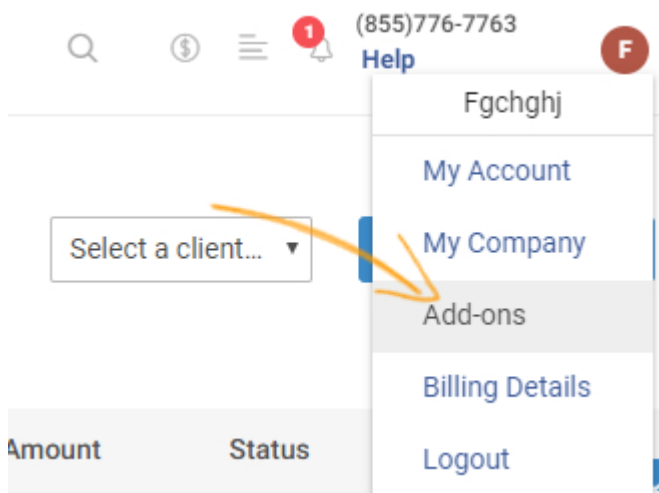 1
(855)776-7763
Help
F
Fgchghj
My Account
Select a client...
My Company
Add-ons
Billing Details
Amount
Status
Logout